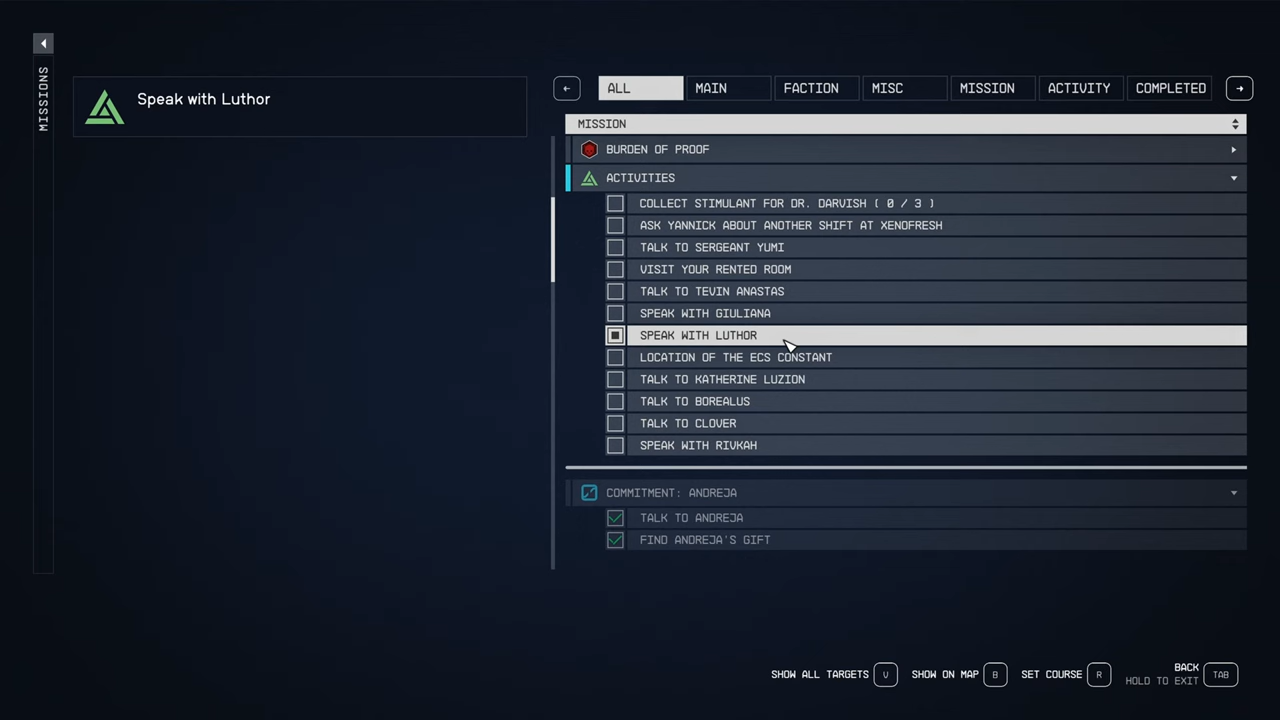 MISSIONS
Speak with Luthor
ALL MAIN FACTION MISC MISSION ACTIVITY COMPLETED
MISSION
BURDEN OF PROOF
ACTIVITIES
COLLECT STIMULANT FOR DR. DARVISH ( 0 / 3 )
ASK YANNICK ABOUT ANOTHER SHIFT AT XENOFRESH
TALK TO SERGEANT YUMI
VISIT YOUR RENTED ROOM
TALK TO TEVIN ANASTAS
SPEAK WITH GIULIANA
SPEAK WITH LUTHOR
LOCATION OF THE ECS CONSTANT
TALK TO KATHERINE LUZION
TALK TO BOREALUS
TALK TO CLOVER
SPEAK WITH RIVKAH
COMMITMENT: ANDREJA
TALK TO ANDREJA
FIND ANDREJA'S GIFT
SHOW ALL TARGETS V SHOW ON MAP B SET COURSE R BACK TAB
HOLD TO EXIT